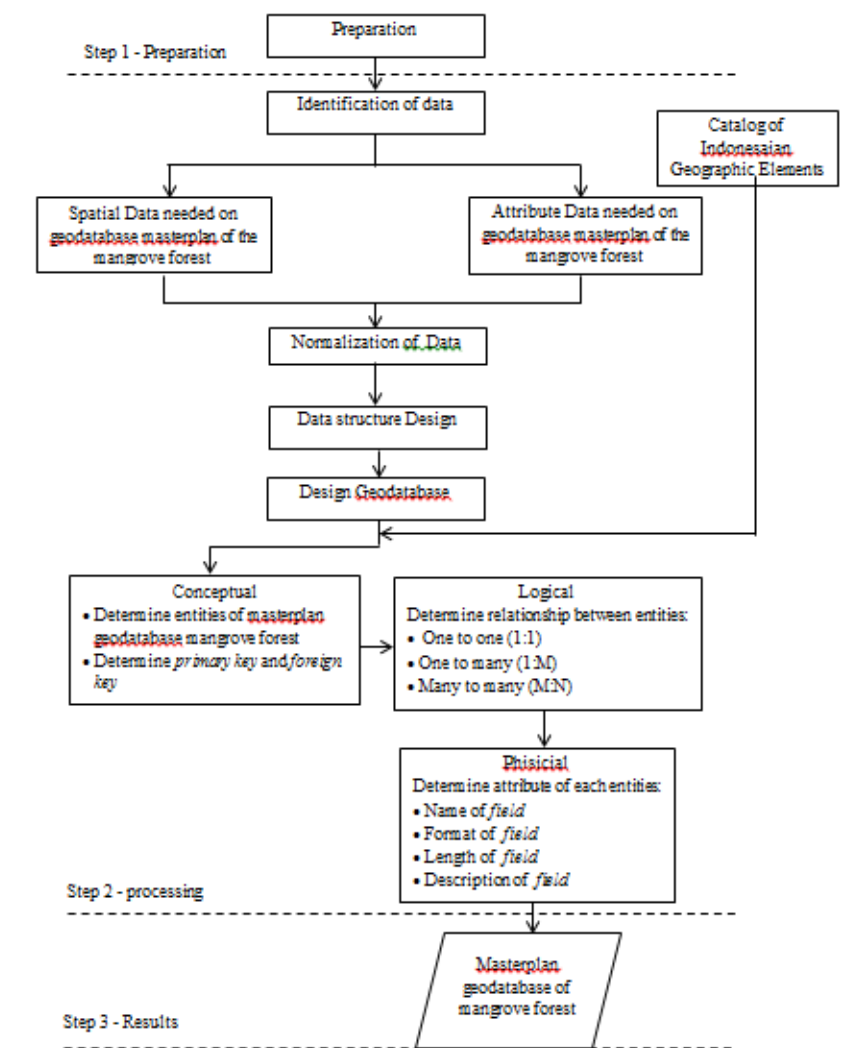 Preparation
Step 1 - Preparation
Identification of data
Catalog of
Indonesaian
Geographic Elements
Spatial Data needed on
geodatabase masterplan of the
mangrove forest
Attribute Data needed on
geodatabase masterplan of the
mangrove forest
Normalization of Data
Data structure Design
Design Geodatabase
Conceptual
• Determine entities of masterplan
geodatabase mangrove forest
• Determine primary key and foreign
key
Logical
Determine relationship between entities:
• One to one (1:1)
• One to many (1:M)
• Many to many (M:N)
Phisicial
Determine attribute of each entities:
• Name of field
• Format of field
• Length of field
• Description of field
Step 2 - processing
Masterplan
geodatabase of
mangrove forest
Step 3 - Results